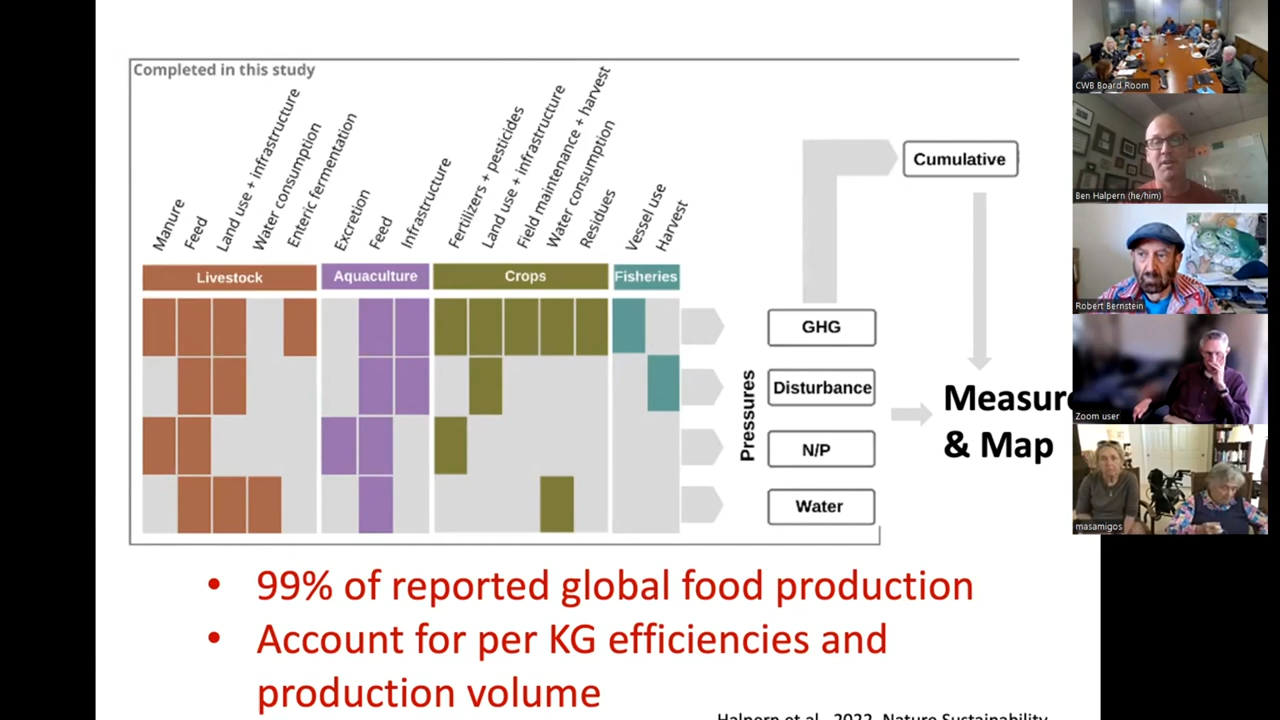 Completed in this study
Manure
Feed
Land use + infrastructure
Water consumption
Enteric fermentation
Excretion
Feed
Infrastructure
Fertilizers + pesticides
Land use + infrastructure
Field maintenance + harvest
Water consumption
Residues
Vessel use
Harvest
Livestock
Aquaculture
Crops
Fisheries
Cumulative
GHG
Disturbance
N/P
Water
Pressures
Measure
& Map
• 99% of reported global food production
• Account for per KG efficiencies and
production volume
Halpern et al., 2022, Nature Sustainability
CWB Board Room
Ben Halpern (he/him)
Robert Bernstein
Zoom user
masamigos